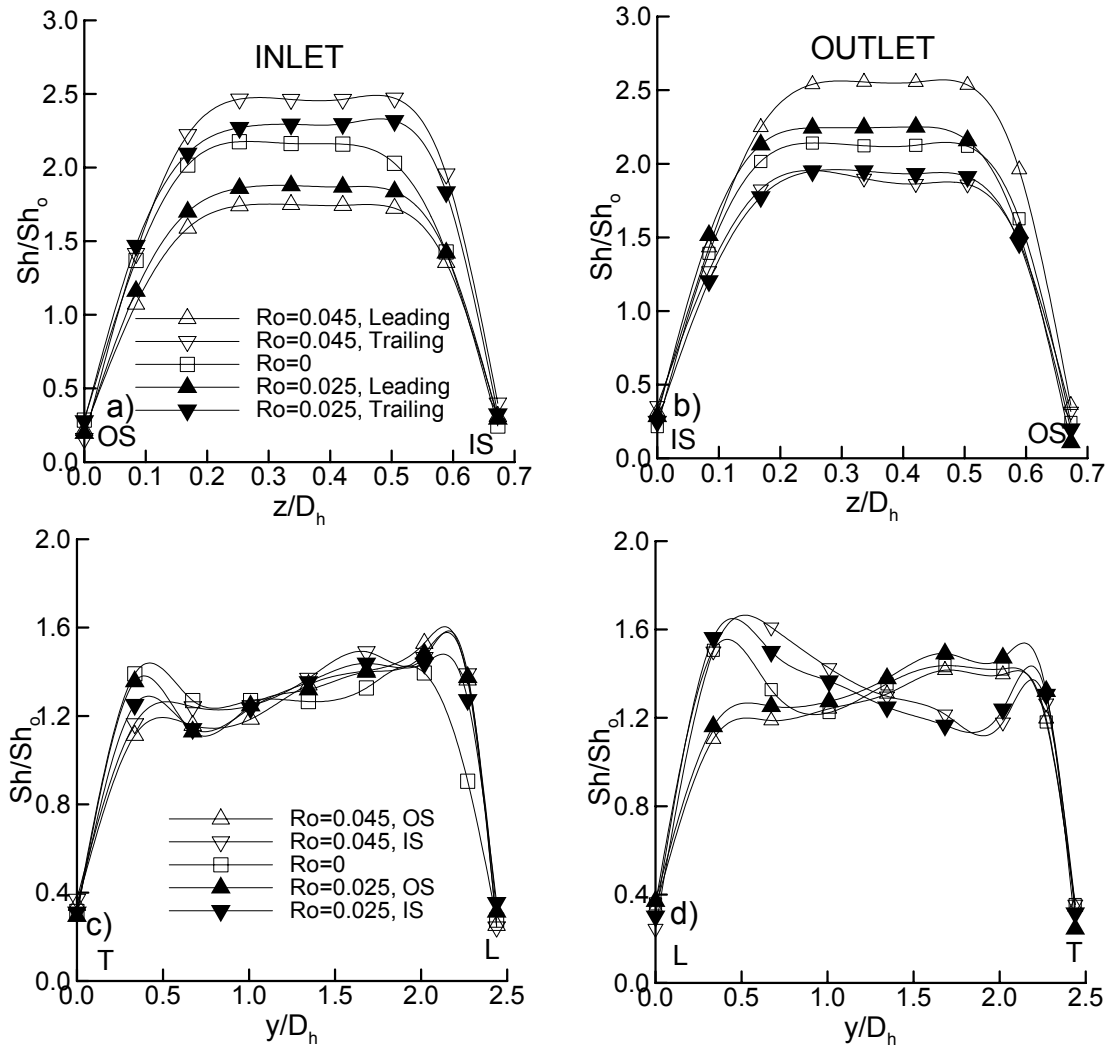 INLET
3.0
2.5
2.0
1.5
1.0
0.5
0.0
Sh/Sh₀
Ro=0.045, Leading
Ro=0.045, Trailing
Ro=0
Ro=0.025, Leading
Ro=0.025, Trailing
a)
OS
IS
0.0 0.1 0.2 0.3 0.4 0.5 0.6 0.7
z/Dₕ
OUTLET
3.0
2.5
2.0
1.5
1.0
0.5
0.0
Sh/Sh₀
b)
IS
OS
0.0 0.1 0.2 0.3 0.4 0.5 0.6 0.7
z/Dₕ
2.0
1.6
1.2
0.8
0.4
0.0
Sh/Sh₀
Ro=0.045, OS
Ro=0.045, IS
Ro=0
Ro=0.025, OS
Ro=0.025, IS
c)
T
L
0.0 0.5 1.0 1.5 2.0 2.5
y/Dₕ
2.0
1.6
1.2
0.8
0.4
0.0
Sh/Sh₀
d)
L
T
0.0 0.5 1.0 1.5 2.0 2.5
y/Dₕ